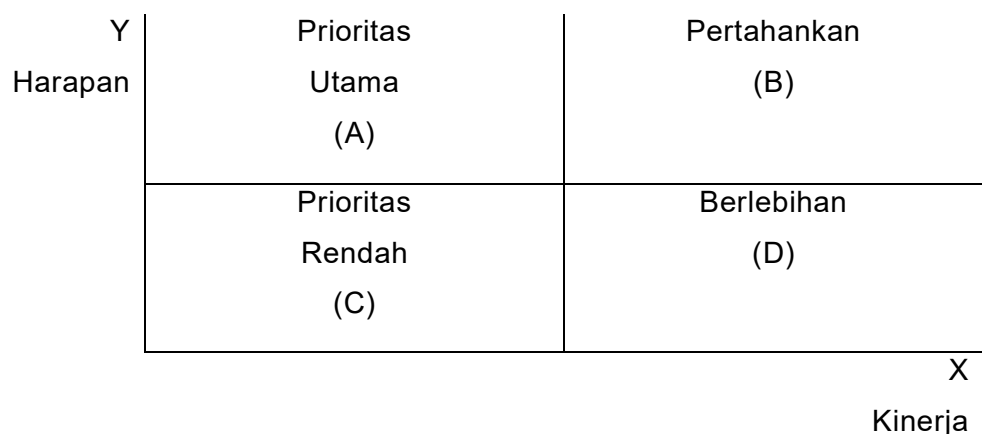 Y
Harapan
Prioritas
Utama
(A)
Pertahankan
(B)
Prioritas
Rendah
(C)
Berlebihan
(D)
X
Kinerja